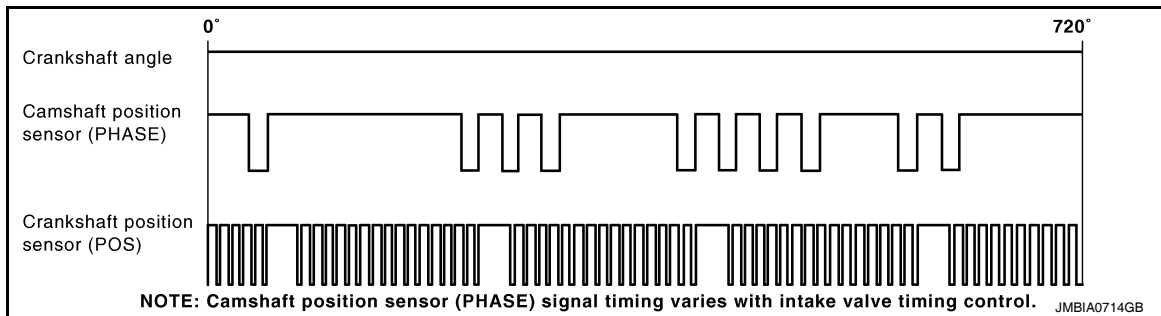 0° 720°
Crankshaft angle
Camshaft position
sensor (PHASE)
Crankshaft position
sensor (POS)
NOTE: Camshaft position sensor (PHASE) signal timing varies with intake valve timing control.
JMBIA0714GB